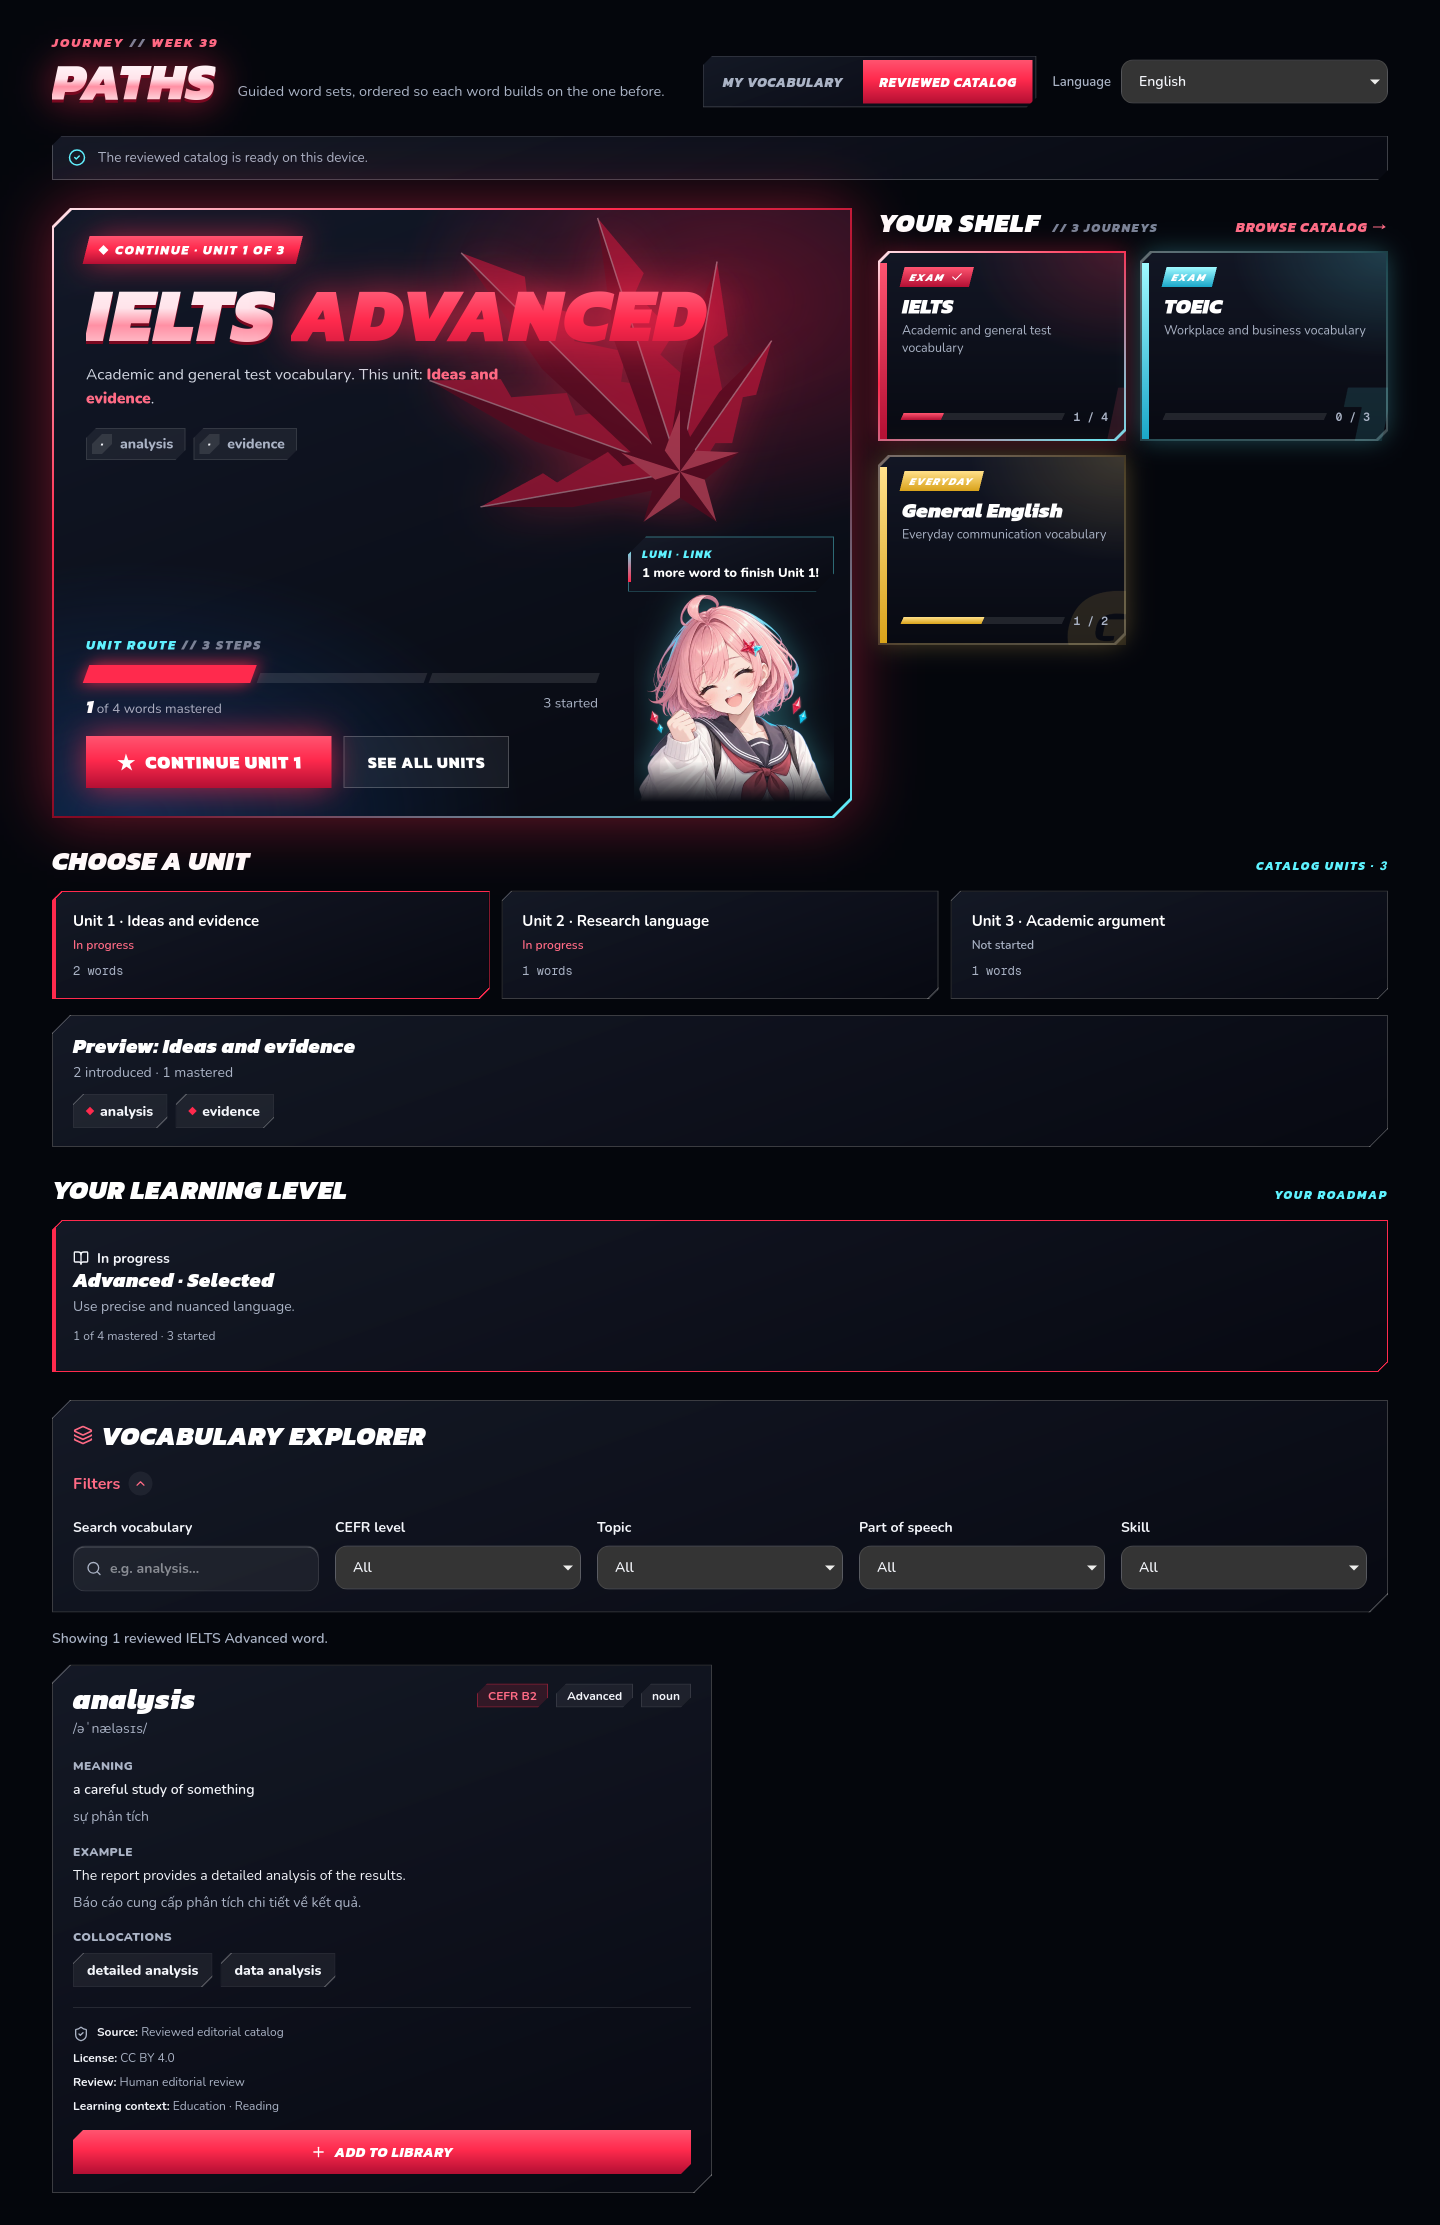 JOURNEY // WEEK 39
PATHS
Guided word sets, ordered so each word builds on the one before.
MY VOCABULARY
REVIEWED CATALOG
Language
English
The reviewed catalog is ready on this device.
◆ CONTINUE · UNIT 1 OF 3
IELTS ADVANCED
Academic and general test vocabulary. This unit: Ideas and
evidence.
· analysis
· evidence
LUMI · LINK
1 more word to finish Unit 1!
UNIT ROUTE // 3 STEPS
1 of 4 words mastered
3 started
★ CONTINUE UNIT 1
SEE ALL UNITS
YOUR SHELF // 3 JOURNEYS
BROWSE CATALOG →
EXAM ✓
IELTS
Academic and general test
vocabulary
1 / 4
EXAM
TOEIC
Workplace and business vocabulary
0 / 3
EVERYDAY
General English
Everyday communication vocabulary
1 / 2
CHOOSE A UNIT
CATALOG UNITS · 3
Unit 1 · Ideas and evidence
In progress
2 words
Unit 2 · Research language
In progress
1 words
Unit 3 · Academic argument
Not started
1 words
Preview: Ideas and evidence
2 introduced · 1 mastered
◆ analysis
◆ evidence
YOUR LEARNING LEVEL
YOUR ROADMAP
In progress
Advanced · Selected
Use precise and nuanced language.
1 of 4 mastered · 3 started
VOCABULARY EXPLORER
Filters
Search vocabulary
e.g. analysis...
CEFR level
All
Topic
All
Part of speech
All
Skill
All
Showing 1 reviewed IELTS Advanced word.
analysis
CEFR B2
Advanced
noun
/əˈnæləsɪs/
MEANING
a careful study of something
sự phân tích
EXAMPLE
The report provides a detailed analysis of the results.
Báo cáo cung cấp phân tích chi tiết về kết quả.
COLLOCATIONS
detailed analysis
data analysis
Source: Reviewed editorial catalog
License: CC BY 4.0
Review: Human editorial review
Learning context: Education · Reading
+ ADD TO LIBRARY